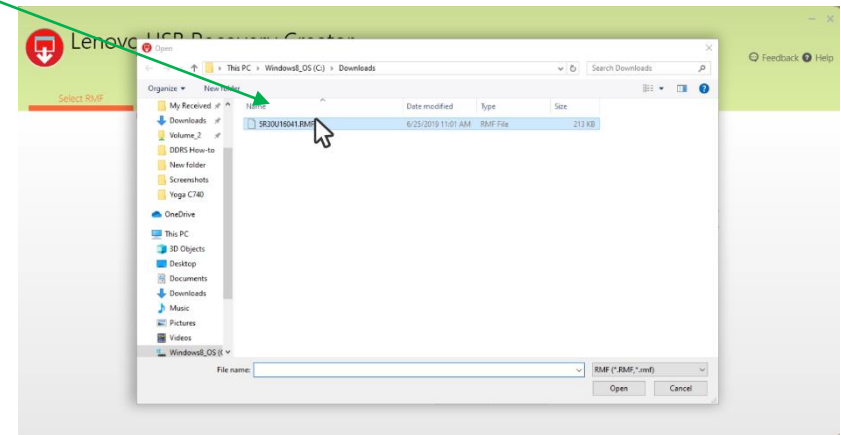 Lenovo USB Recovery Creator
Feedback Help
Select RMF
Open
This PC Windows8_OS (C:) Downloads
Search Downloads
Organize New folder
Name Date modified Type Size
5R30U16041.RMF 6/25/2019 11:01 AM RMF File 213 KB
My Received
Downloads
Volume_2
DDRS How-to
New folder
Screenshots
Yoga C740
OneDrive
This PC
3D Objects
Desktop
Documents
Downloads
Music
Pictures
Videos
Windows8_OS (C
File name:
RMF (*.RMF,*.rmf)
Open Cancel